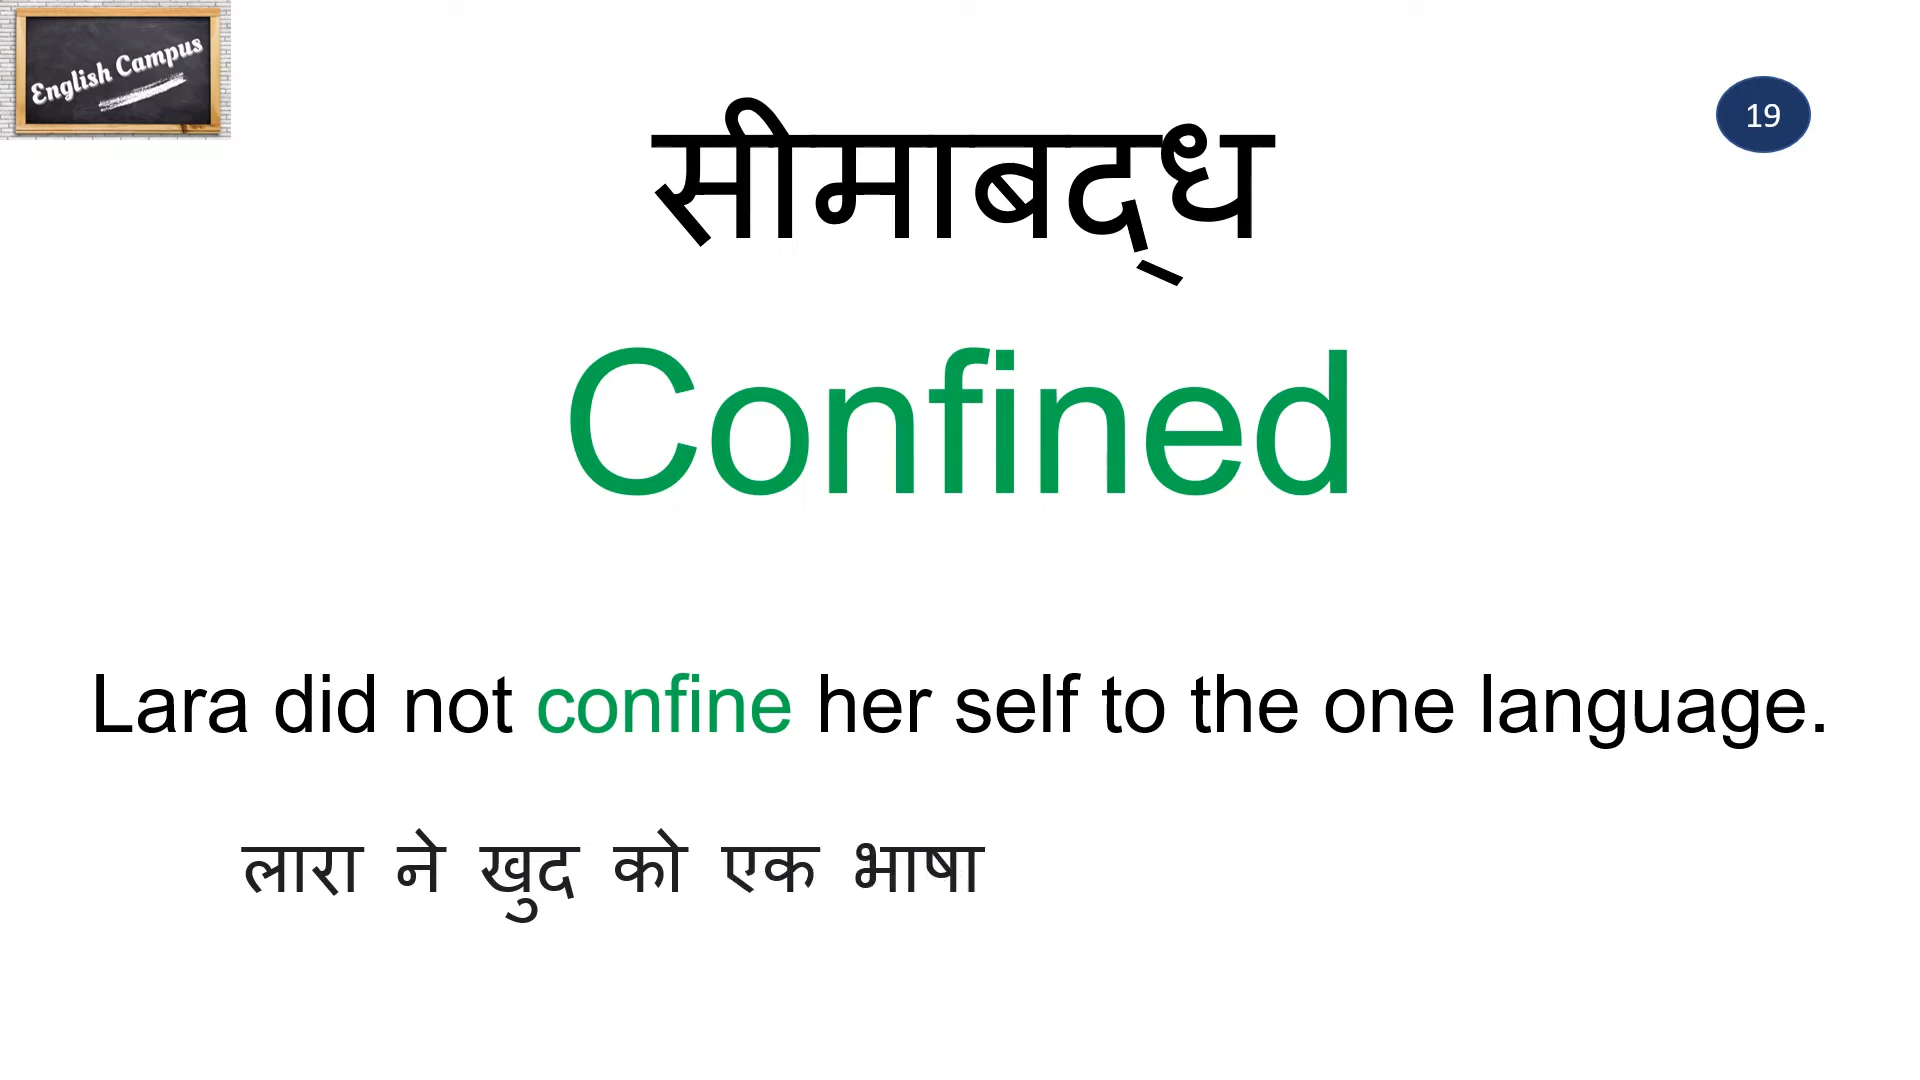 English Campus
19
सीमाबद्‌ध
Confined
Lara did not confine her self to the one language.
लारा ने खुद को एक भाषा